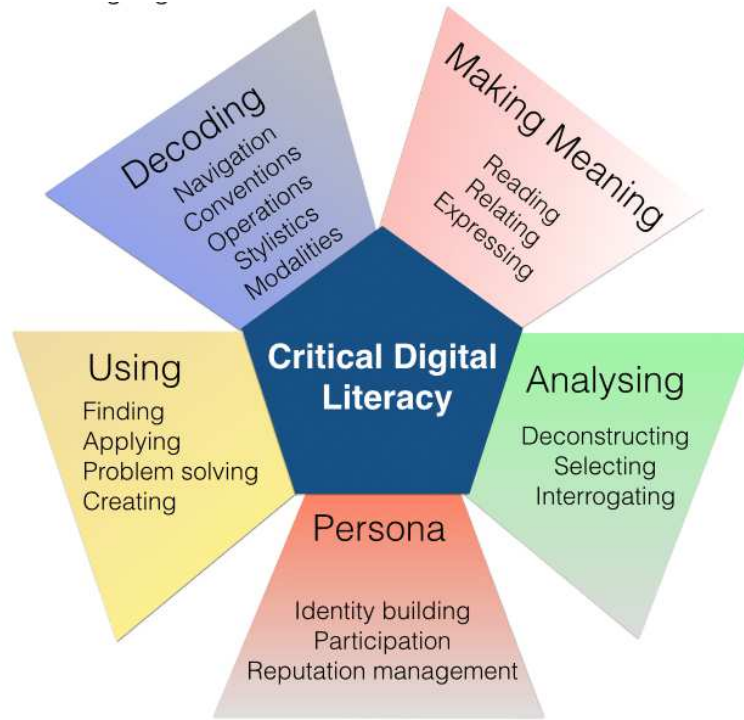 Decoding
Navigation
Conventions
Operations
Stylistics
Modalities
Making Meaning
Reading
Relating
Expressing
Critical Digital
Literacy
Using
Finding
Applying
Problem solving
Creating
Analysing
Deconstructing
Selecting
Interrogating
Persona
Identity building
Participation
Reputation management